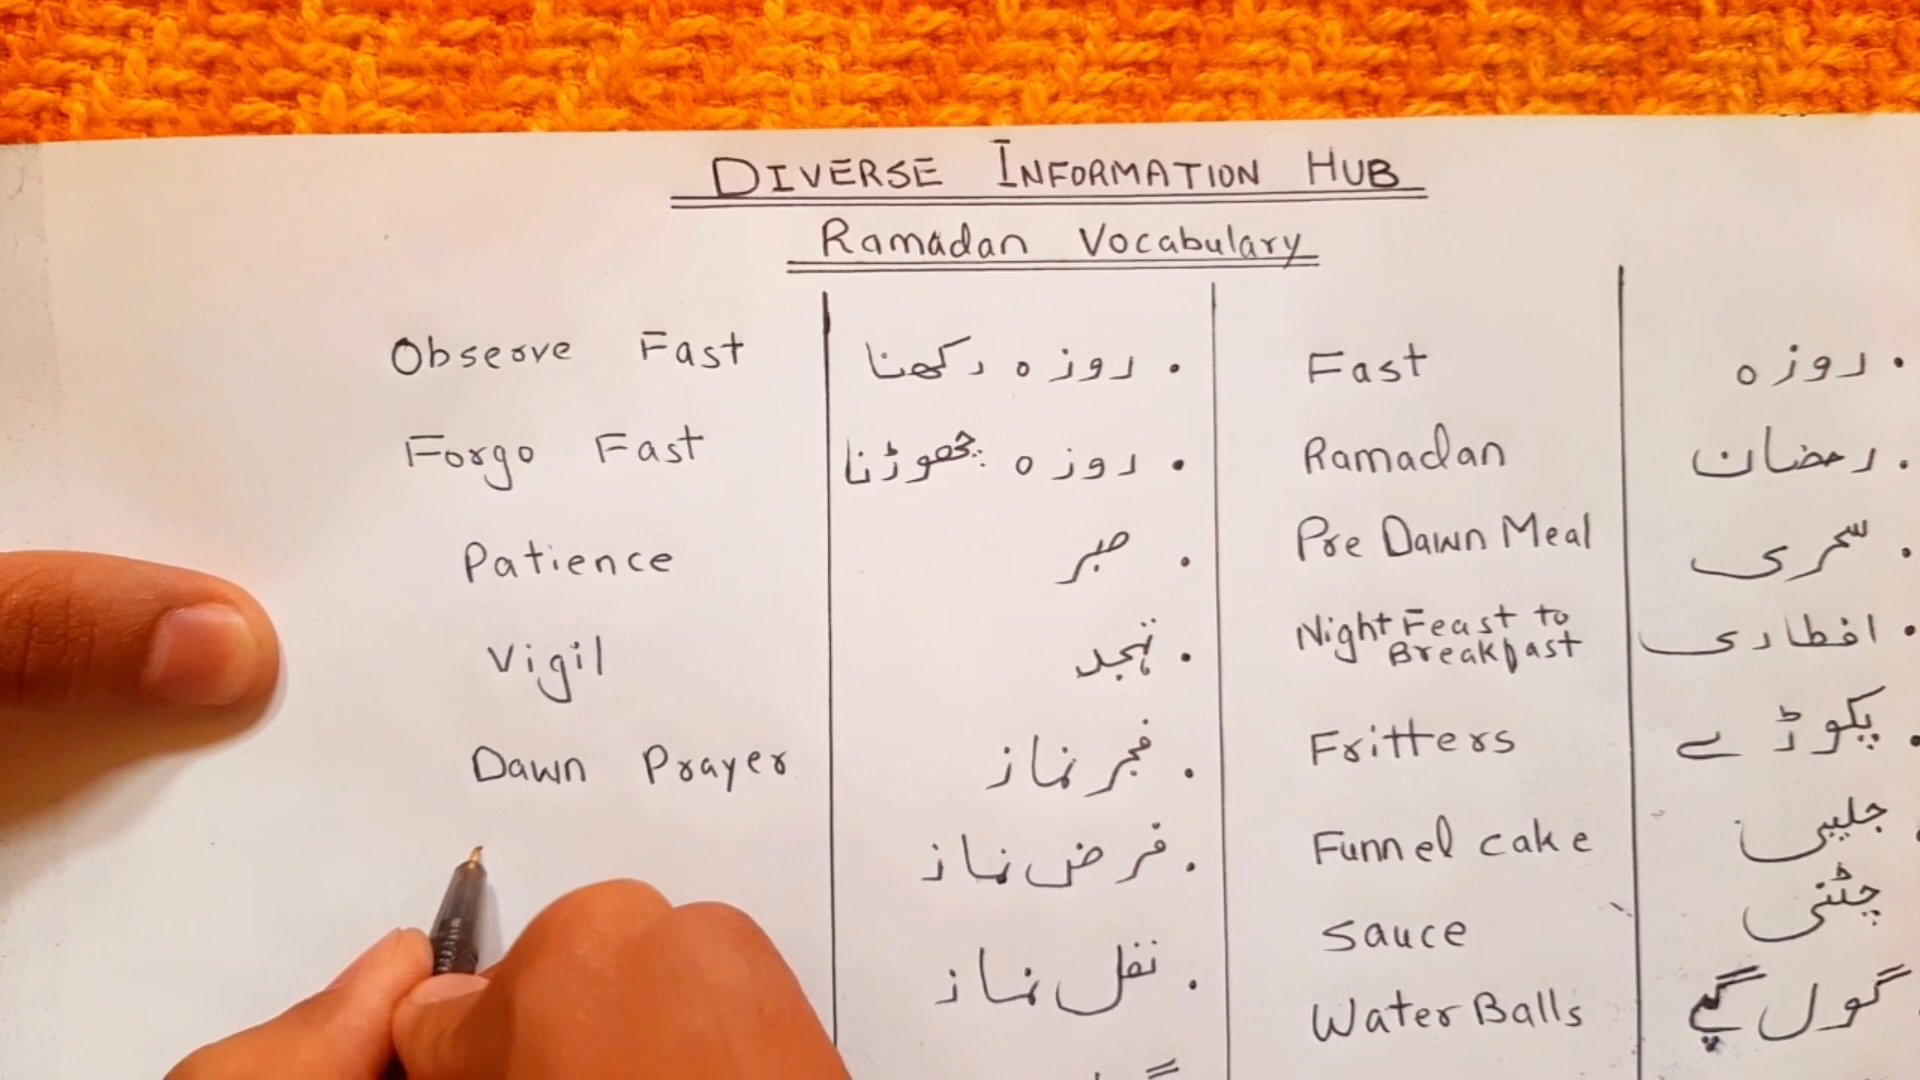 DIVERSE INFORMATION HUB
Ramadan Vocabulary
Observe Fast
روزہ رکھنا
Fast
روزہ
Forgo Fast
روزہ چھوڑنا
Ramadan
رمضان
Patience
صبر
Pre Dawn Meal
سحری
Vigil
تہجد
Night Feast to
Breakfast
افطاری
Dawn Prayer
فجر نماز
Fritters
پکوڑے
فرض نماز
Funnel cake
جلیبی
Sauce
چٹنی
نفل نماز
Water Balls
گول گپے